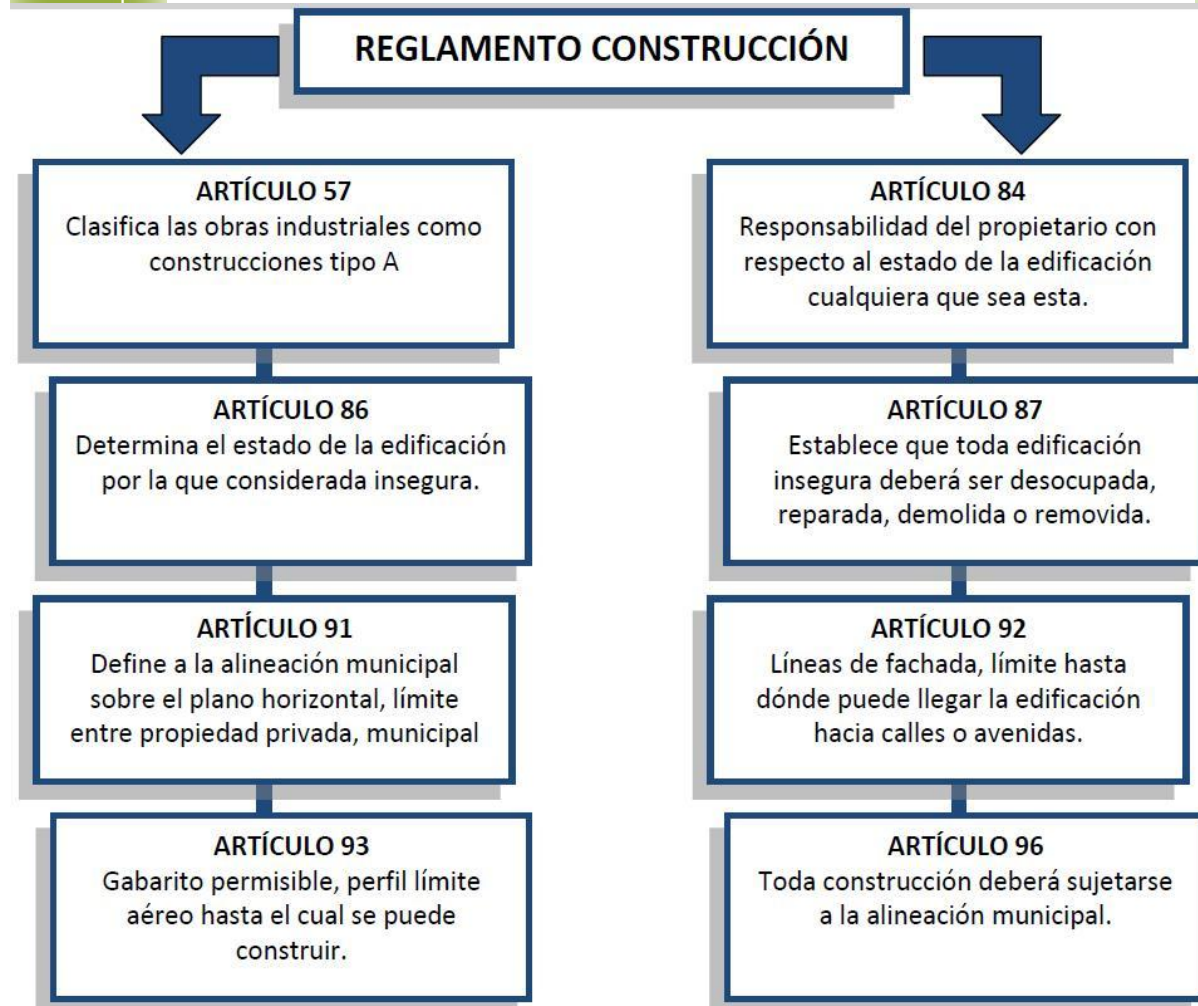 REGLAMENTO CONSTRUCCIÓN
ARTÍCULO 57
Clasifica las obras industriales como
construcciones tipo A
ARTÍCULO 84
Responsabilidad del propietario con
respecto al estado de la edificación
cualquiera que sea esta.
ARTÍCULO 86
Determina el estado de la edificación
por la que considerada insegura.
ARTÍCULO 87
Establece que toda edificación
insegura deberá ser desocupada,
reparada, demolida o removida.
ARTÍCULO 91
Define a la alineación municipal
sobre el plano horizontal, límite
entre propiedad privada, municipal
ARTÍCULO 92
Líneas de fachada, límite hasta
dónde puede llegar la edificación
hacia calles o avenidas.
ARTÍCULO 93
Gabarito permisible, perfil límite
aéreo hasta el cual se puede
construir.
ARTÍCULO 96
Toda construcción deberá sujetarse
a la alineación municipal.